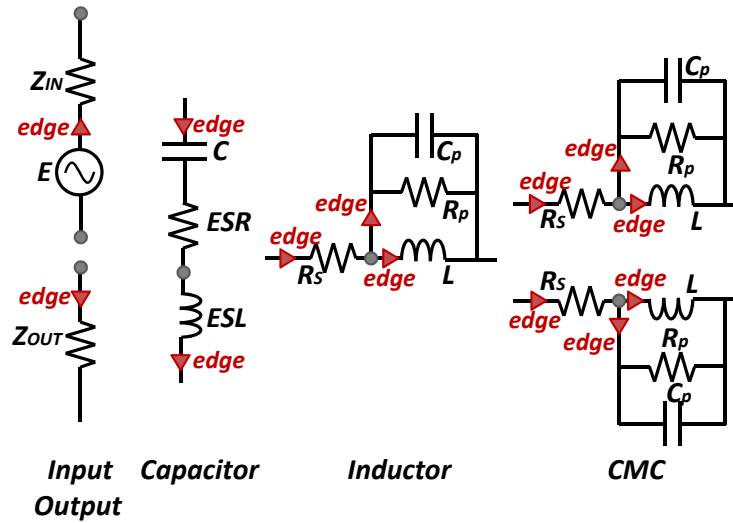 ZIN
edge
E
edge
ZOUT
Input
Output
edge
C
ESR
ESL
edge
Capacitor
Cp
Rp
edge
edge
Rs
edge
L
Inductor
Cp
Rp
edge
edge
Rs
edge
L
Rs
edge
edge
L
edge
Rp
Cp
CMC